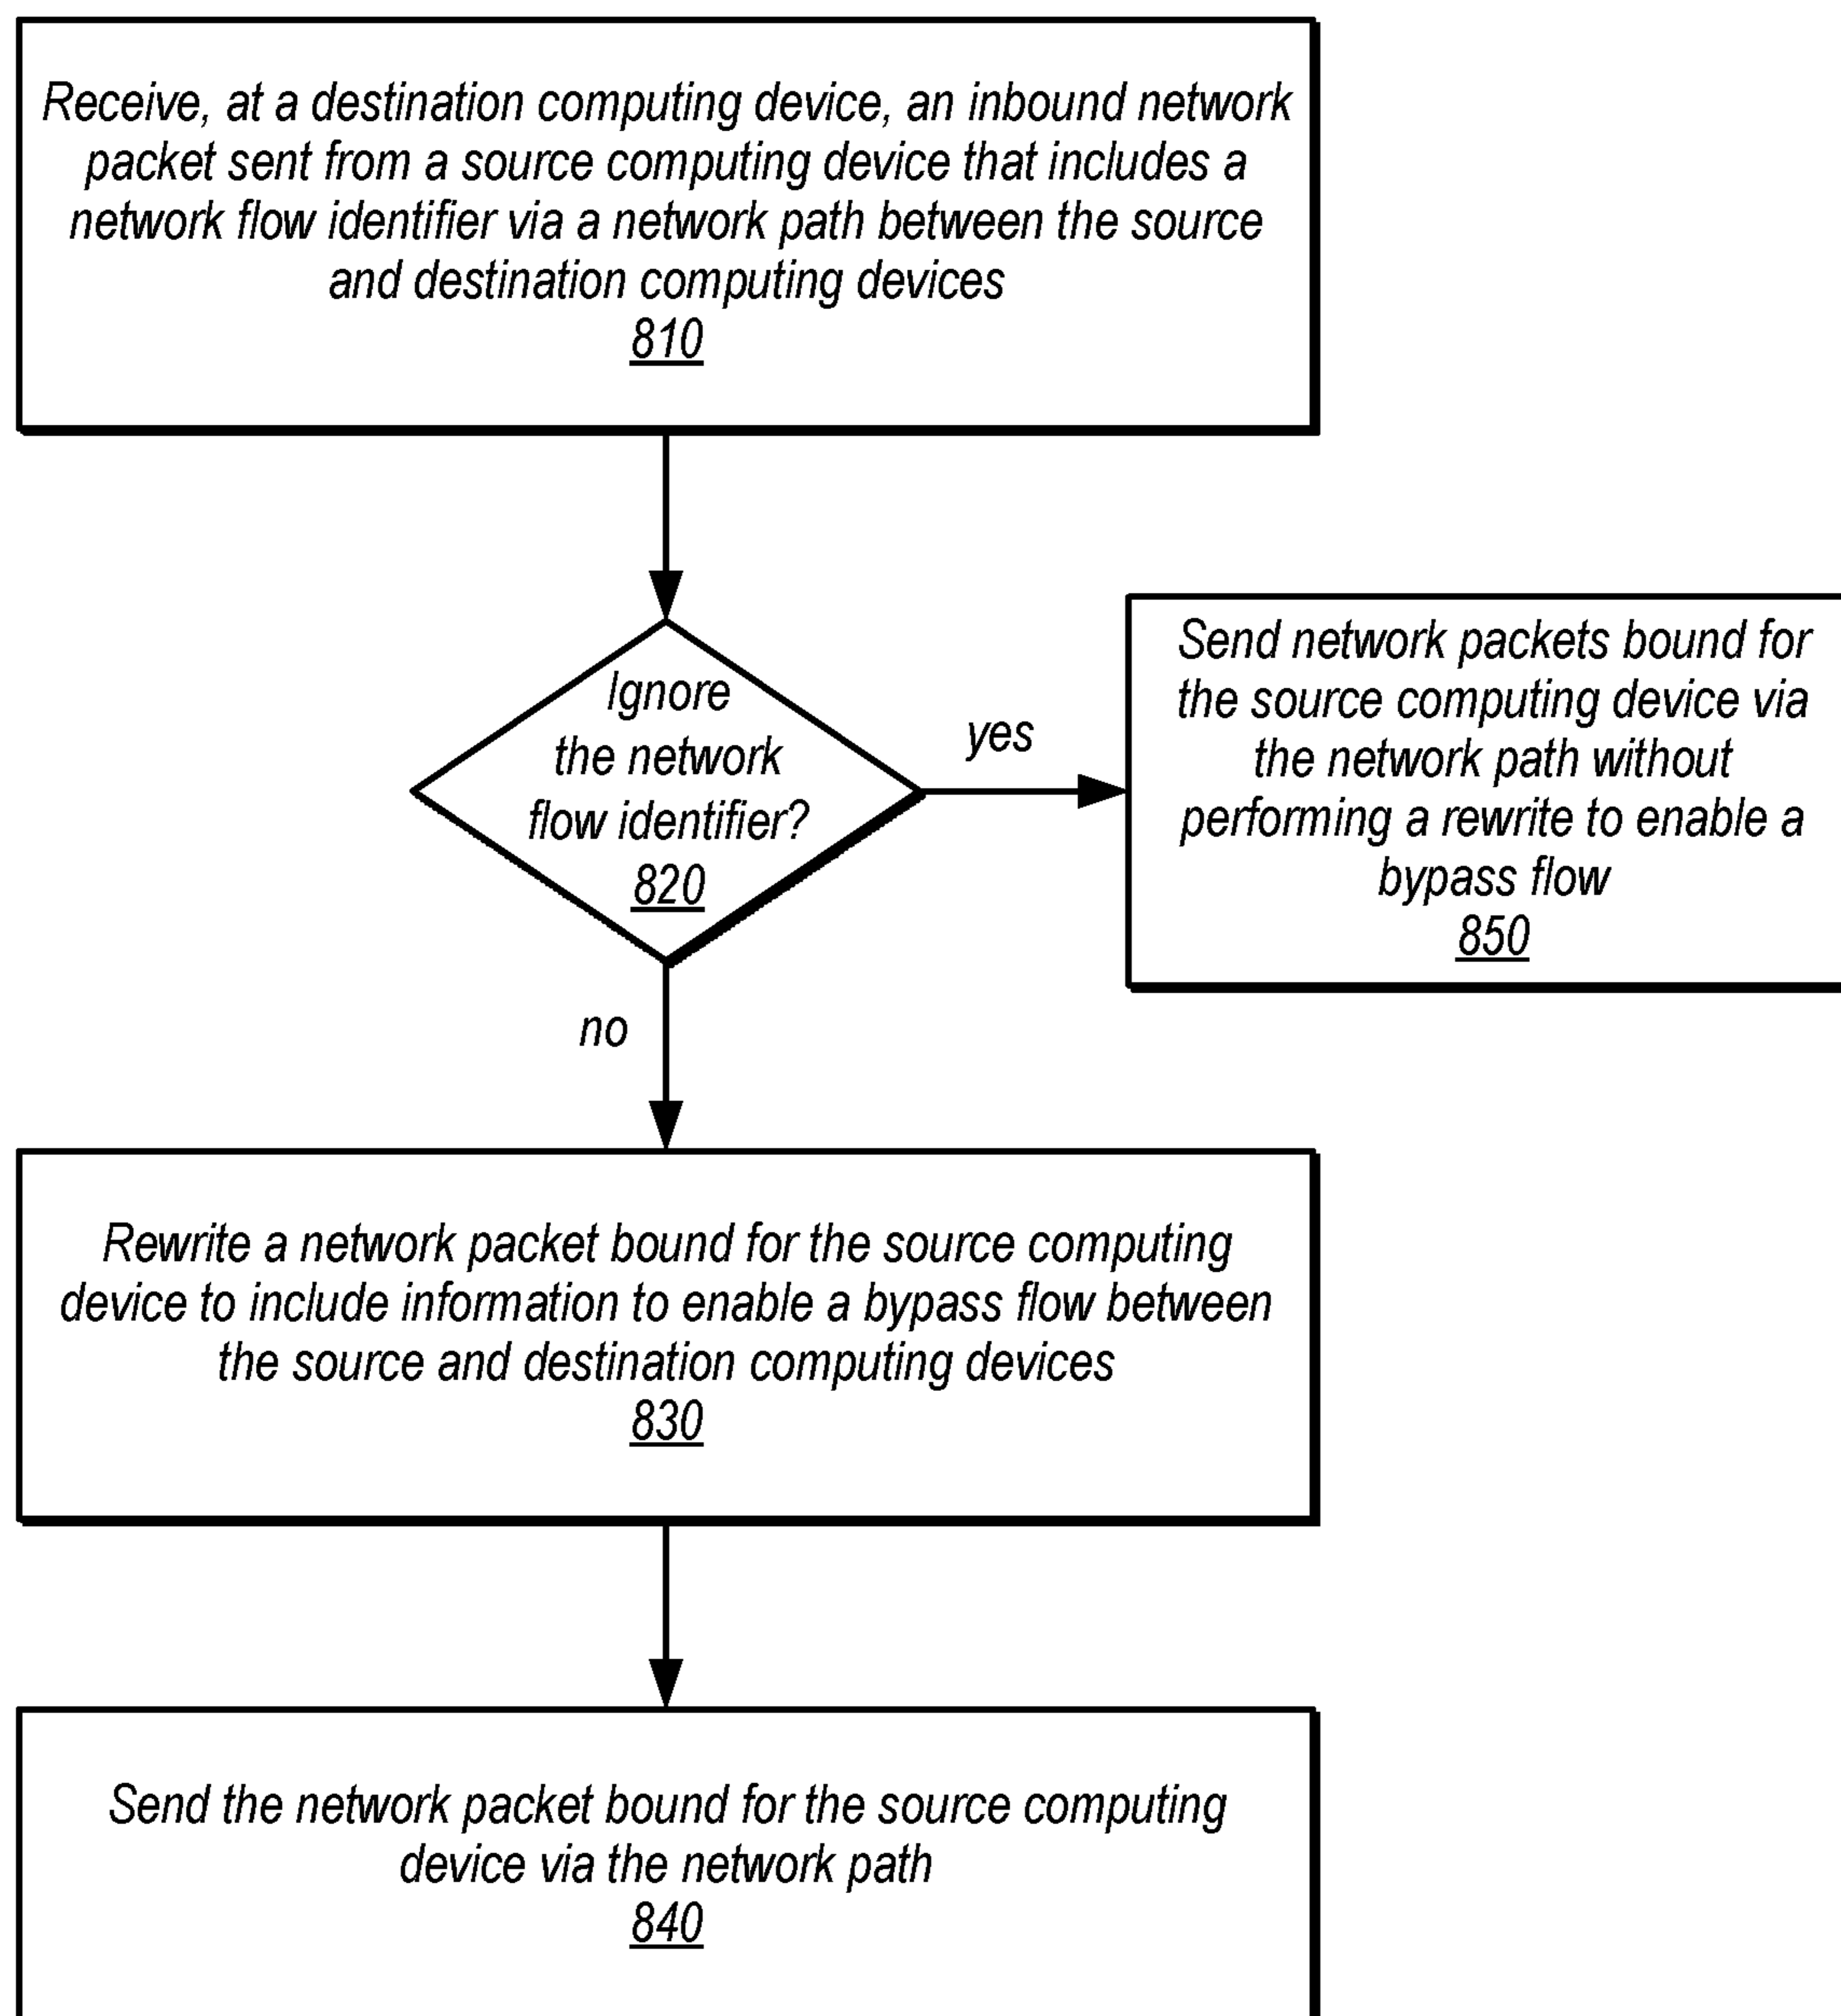 Receive, at a destination computing device, an inbound network
packet sent from a source computing device that includes a
network flow identifier via a network path between the source
and destination computing devices
810
Ignore
the network
flow identifier?
820
yes
Send network packets bound for
the source computing device via
the network path without
performing a rewrite to enable a
bypass flow
850
no
Rewrite a network packet bound for the source computing
device to include information to enable a bypass flow between
the source and destination computing devices
830
Send the network packet bound for the source computing
device via the network path
840